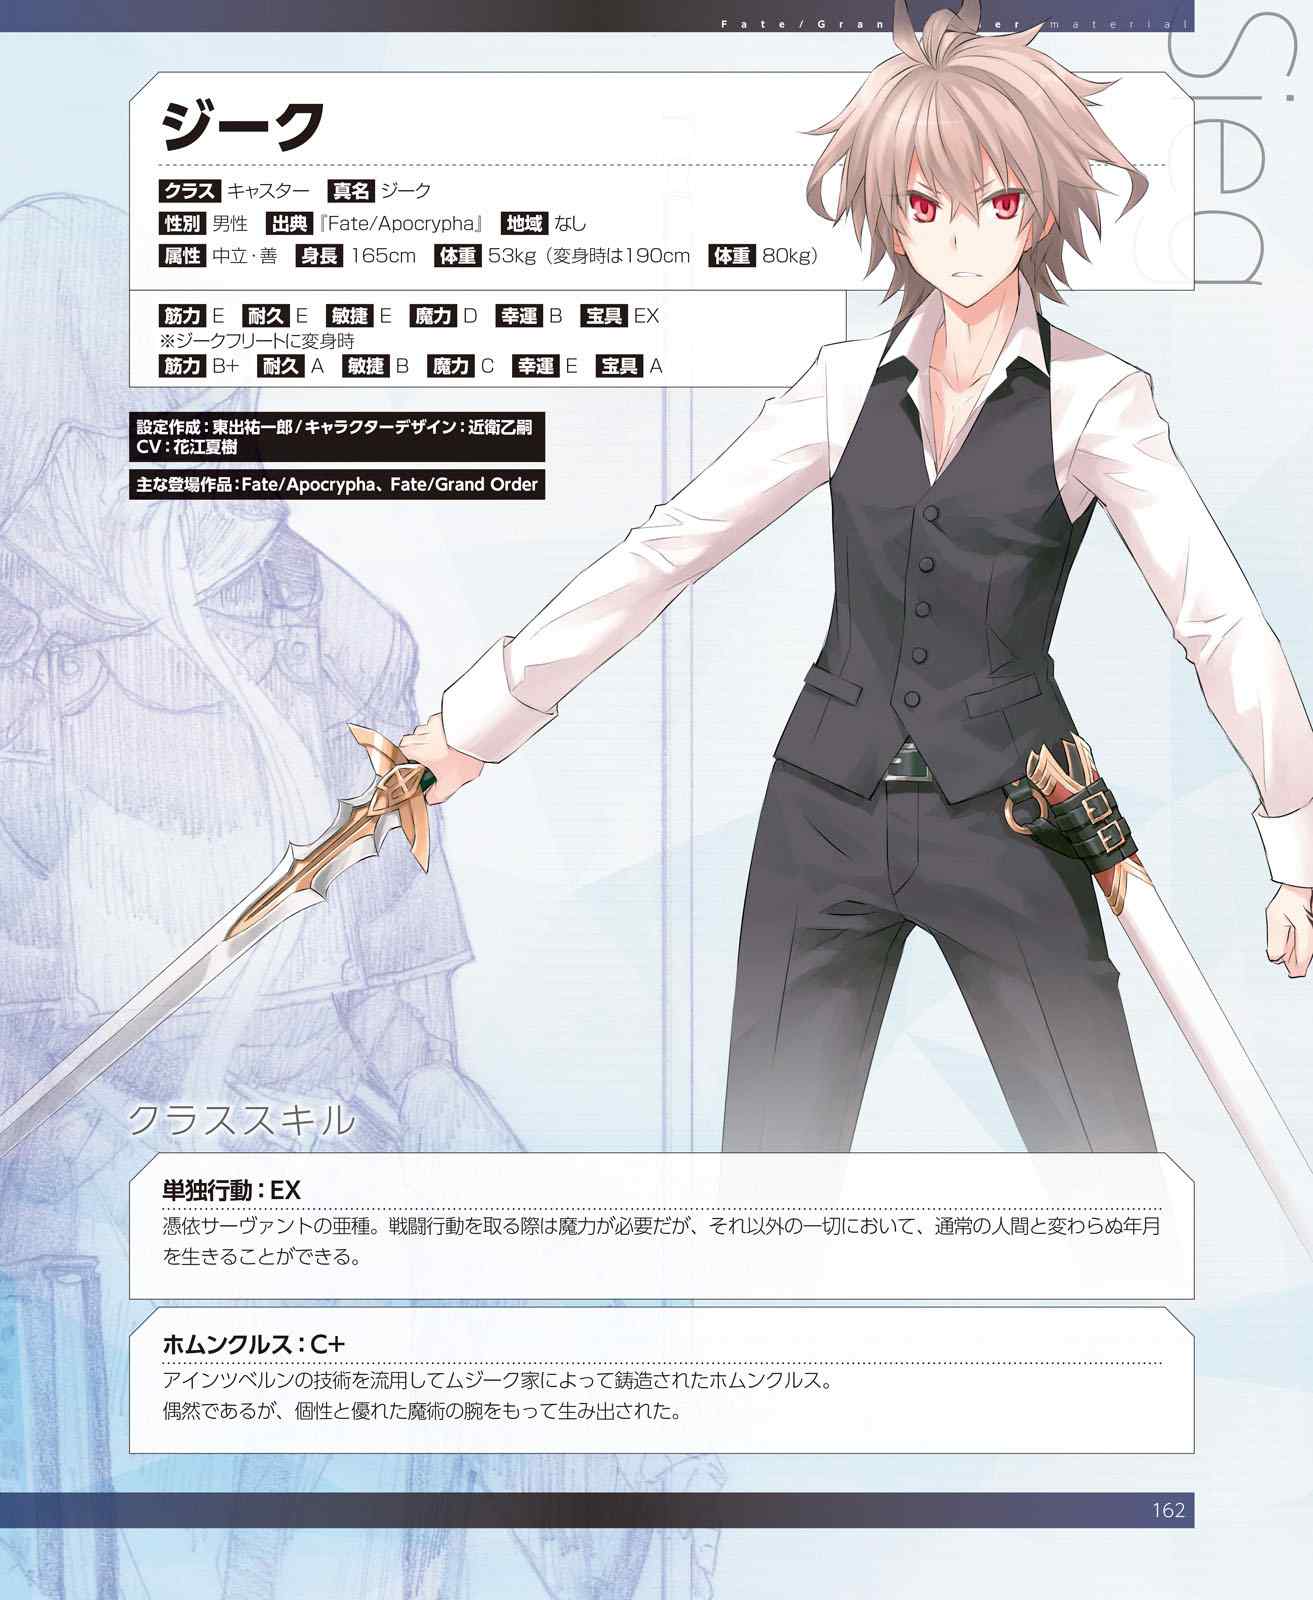 Fate/Gran ser material
Sieg
ジーク
クラス キャスター 真名 ジーク
性別 男性 出典 『Fate/Apocrypha』 地域 なし
属性 中立・善 身長 165cm 体重 53kg（変身時は190cm 体重 80kg）
筋力 E 耐久 E 敏捷 E 魔力 D 幸運 B 宝具 EX
※ジークフリートに変身時
筋力 B+ 耐久 A 敏捷 B 魔力 C 幸運 E 宝具 A
設定作成：東出祐一郎／キャラクターデザイン：近衛乙嗣
CV：花江夏樹
主な登場作品：Fate/Apocrypha、Fate/Grand Order
クラススキル
単独行動：EX
憑依サーヴァントの亜種。戦闘行動を取る際は魔力が必要だが、それ以外の一切において、通常の人間と変わらぬ年月
を生きることができる。
ホムンクルス：C+
アインツベルンの技術を流用してムジーク家によって鋳造されたホムンクルス。
偶然であるが、個性と優れた魔術の腕をもって生み出された。
162